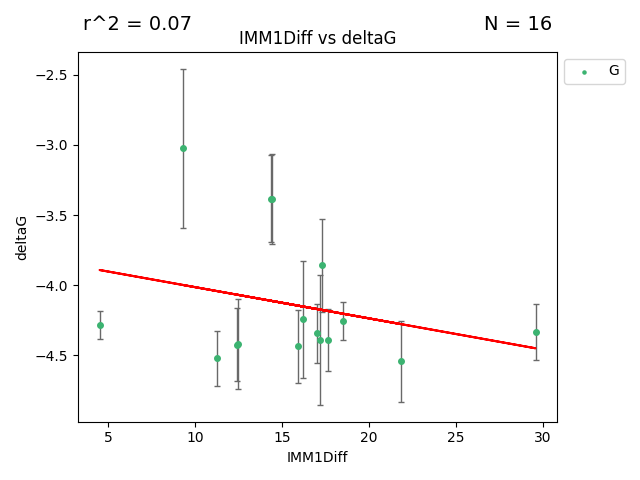 r^2 = 0.07
N = 16
IMM1Diff vs deltaG
G
−2.5
−3.0
−3.5
−4.0
−4.5
deltaG
5
10
15
20
25
30
IMM1Diff